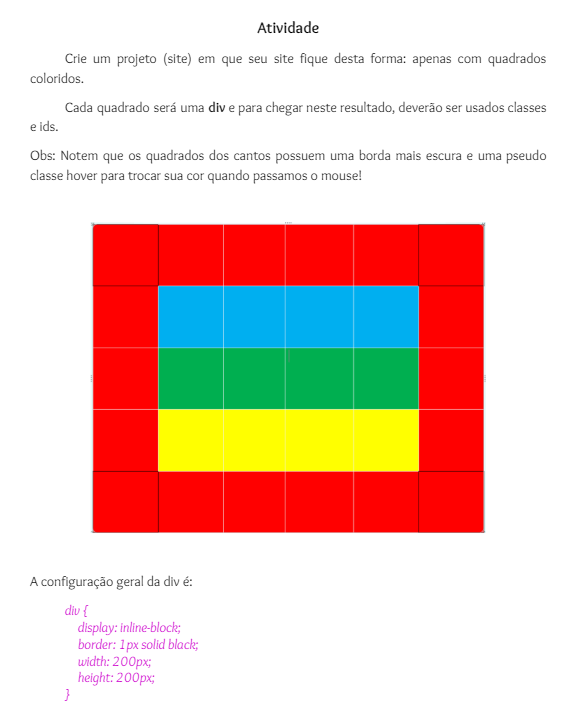 Atividade
Crie um projeto (site) em que seu site fique desta forma: apenas com quadrados
coloridos.
Cada quadrado será uma div e para chegar neste resultado, deverão ser usados classes
e ids.
Obs: Notem que os quadrados dos cantos possuem uma borda mais escura e uma pseudo
classe hover para trocar sua cor quando passamos o mouse!
A configuração geral da div é:
div {
display: inline-block;
border: 1px solid black;
width: 200px;
height: 200px;
}